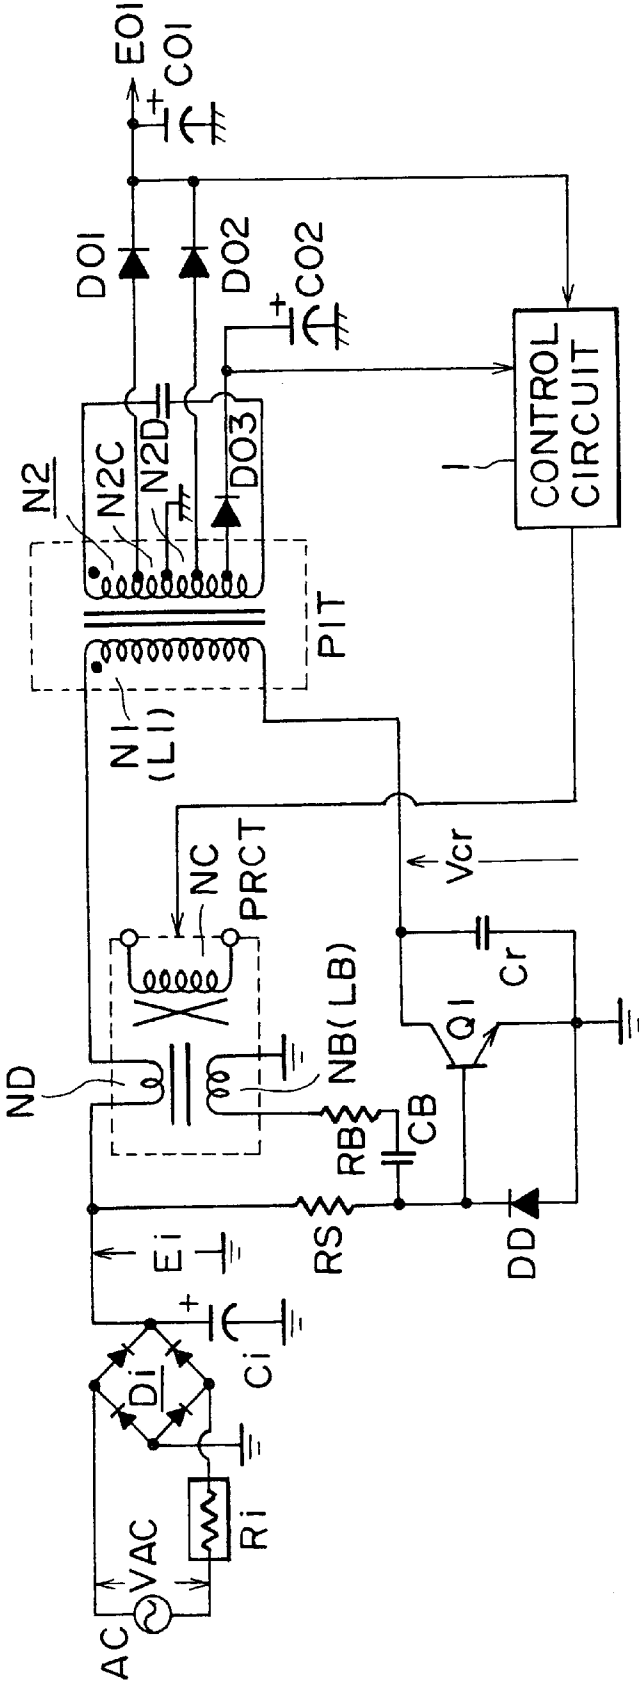 AC
VAC
Ri
Di
Ci
+
Ei
RS
DD
RB
CB
ND
NB(LB)
NC
PRCT
Q1
Cr
Vcr
N1
(L1)
PIT
N2
N2C
N2D
DO1
DO2
DO3
+
CO2
+
CO1
EO1
1
CONTROL
CIRCUIT